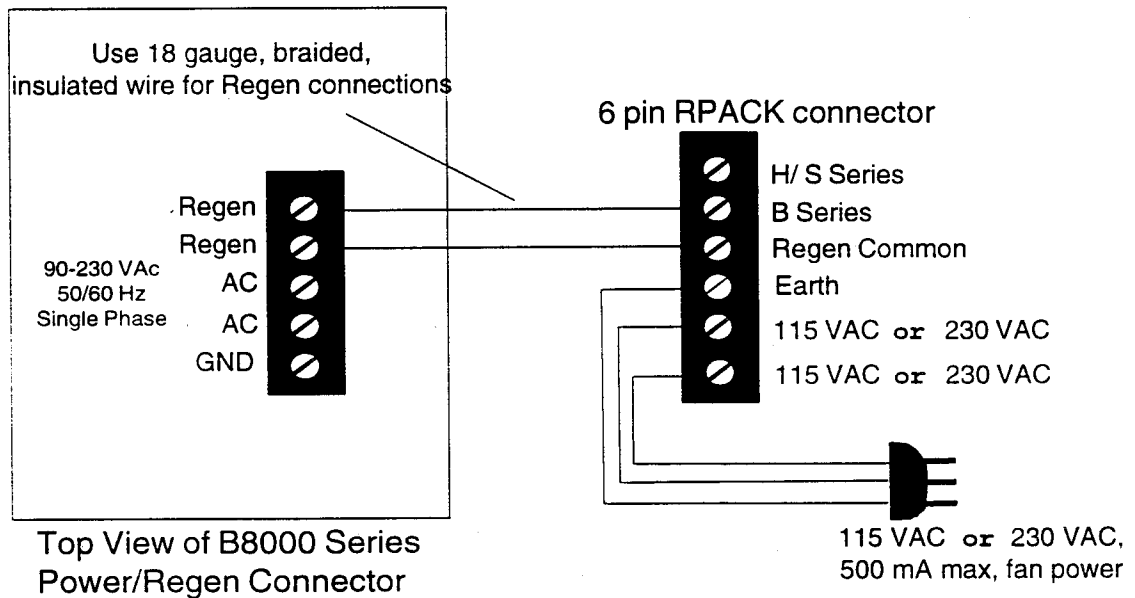 Use 18 gauge, braided,
insulated wire for Regen connections
6 pin RPACK connector
Regen
Regen
AC
AC
GND
90-230 VAc
50/60 Hz
Single Phase
H/ S Series
B Series
Regen Common
Earth
115 VAC or 230 VAC
115 VAC or 230 VAC
Top View of B8000 Series
Power/Regen Connector
115 VAC or 230 VAC,
500 mA max, fan power